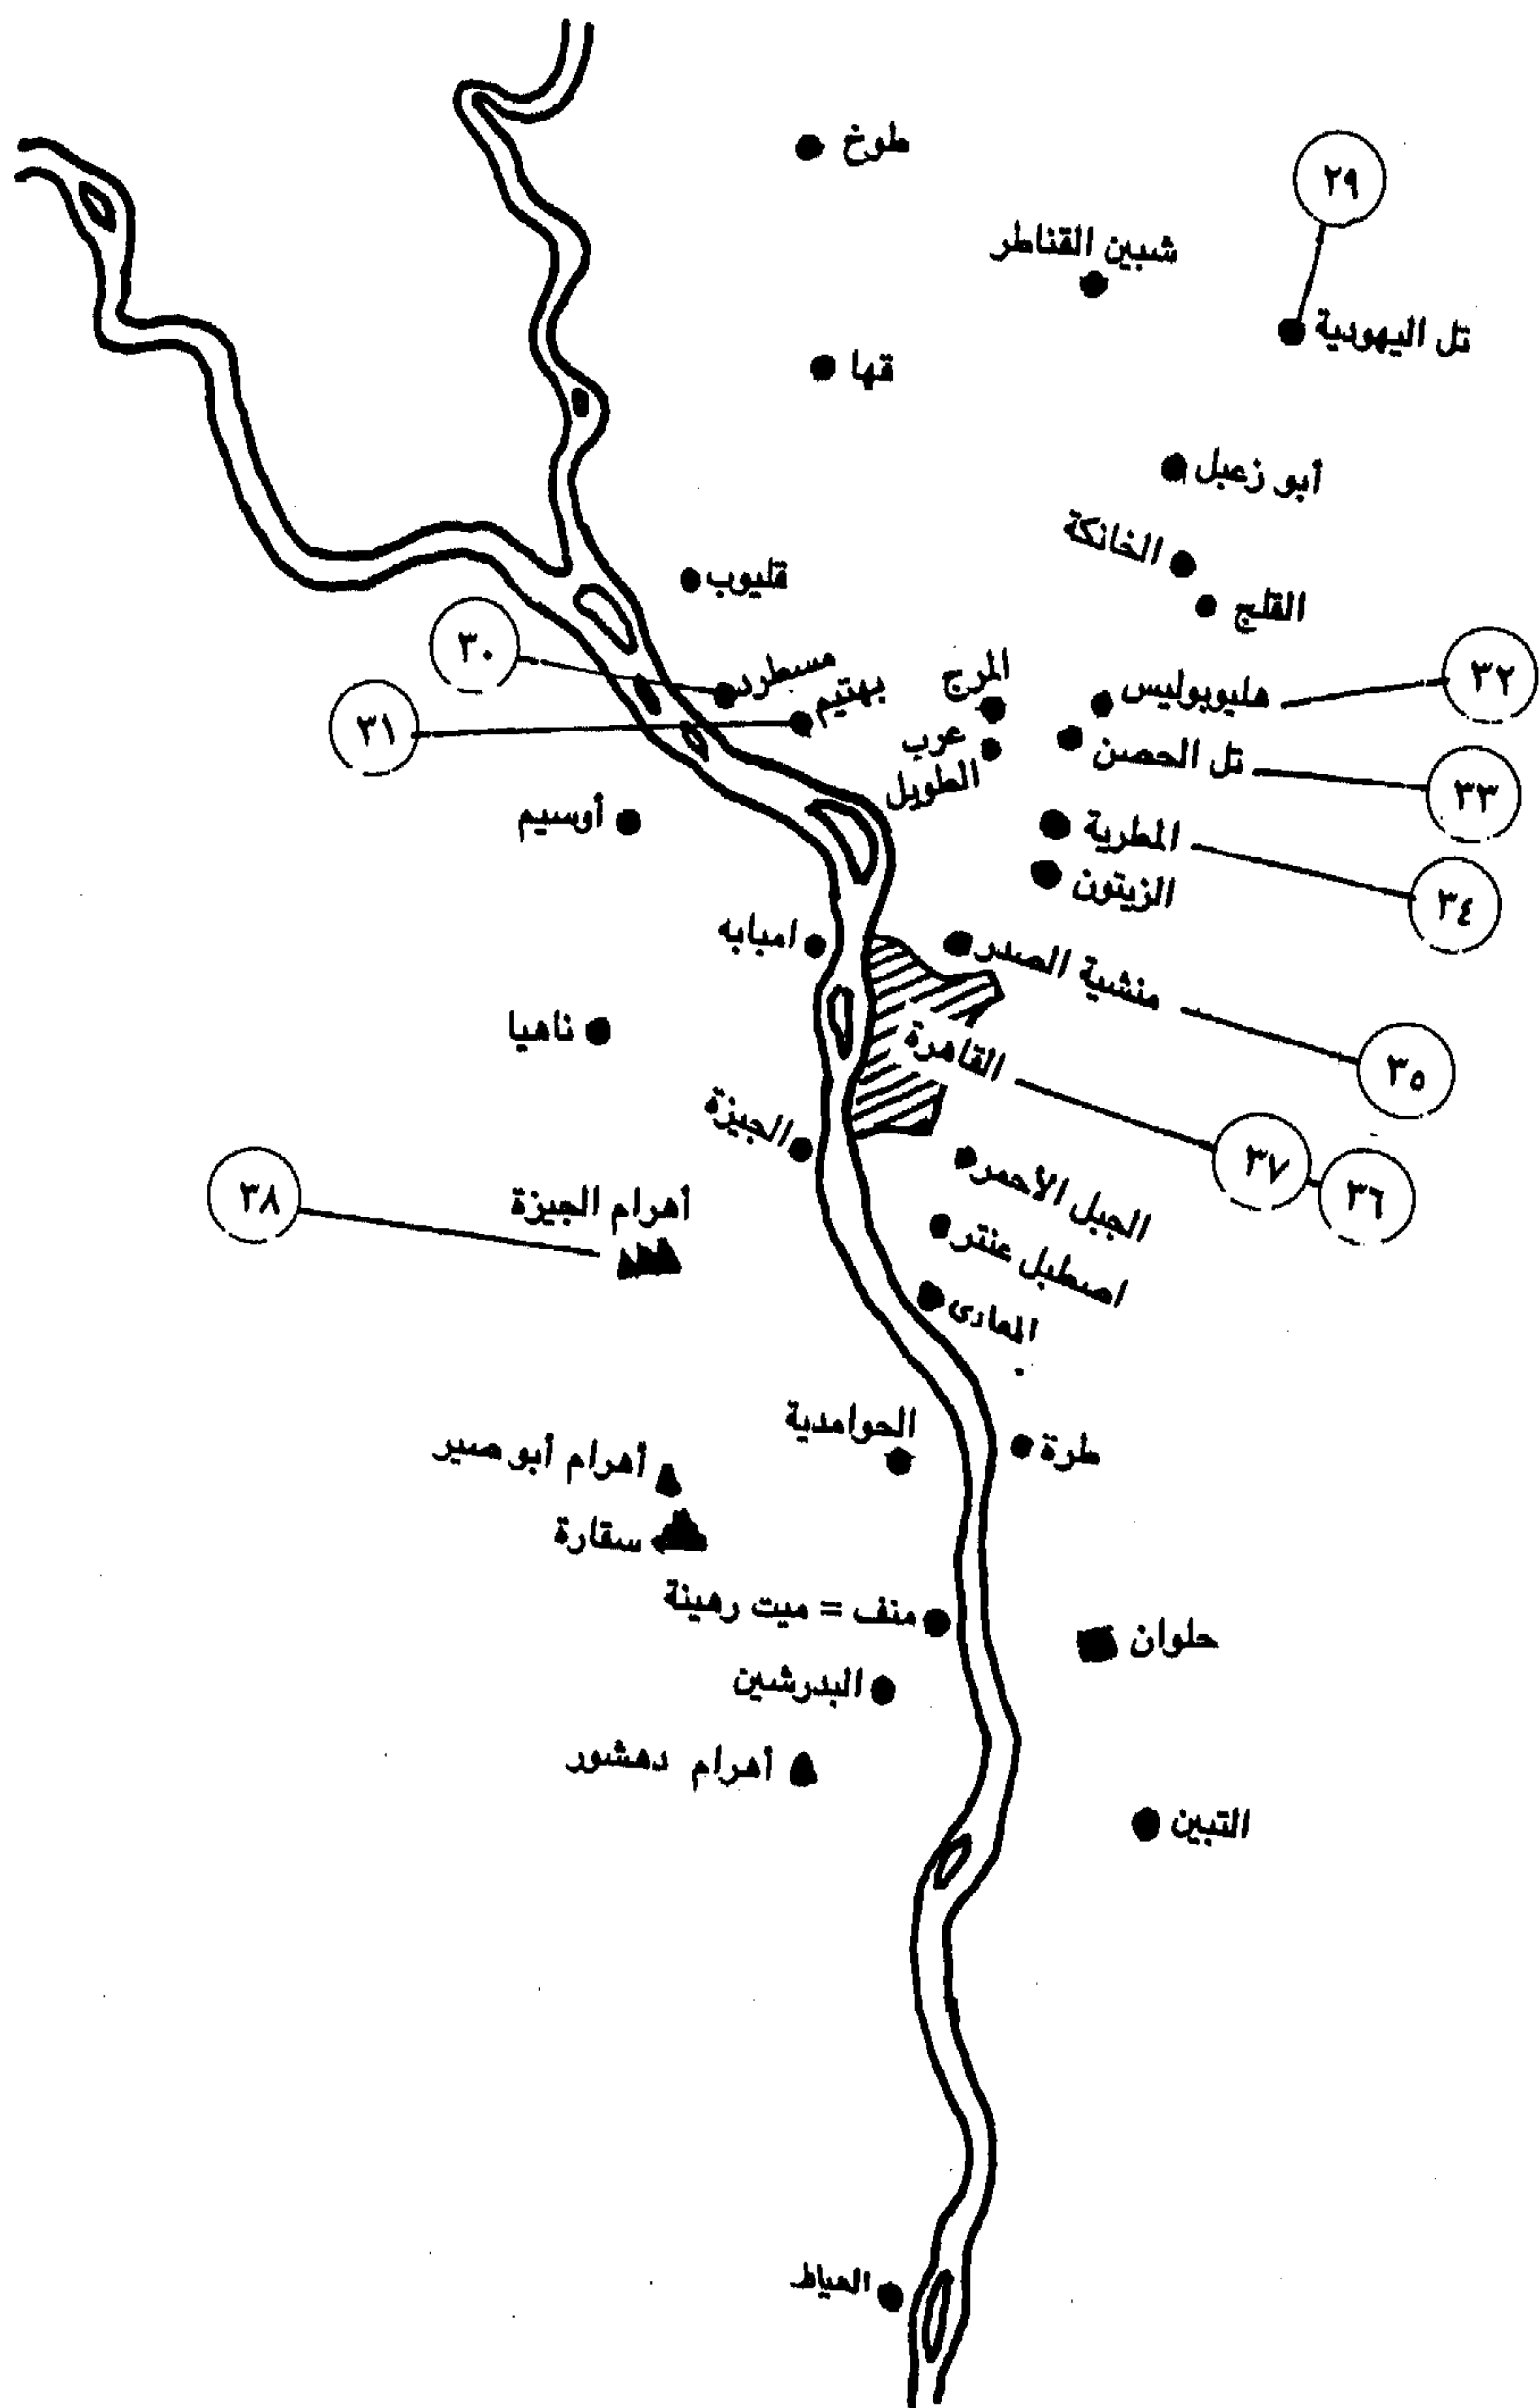 طوخ
٢٩
شبين القناطر
تل اليهودية
قها
أبو زعبل
الخانكة
قليوب
القلج
٣٠
مسطرد
المرج
هليوبوليس
٣٢
٣١
بهتيم
عرب
الطويل
تل الحصن
٣٣
أوسيم
المطرية
الزيتون
٣٤
امبابه
منشية الصدر
ناهيا
القاهرة
٣٥
الجيزة
الجبل الأحمر
٣٧
٣٦
٣٨
أهرام الجيزة
اصطبل عنتر
المعادى
الحوامدية
طرة
أهرام أبو صير
سقارة
منف = ميت رهينة
حلوان
البدرشين
أهرام دهشور
التبين
العياط